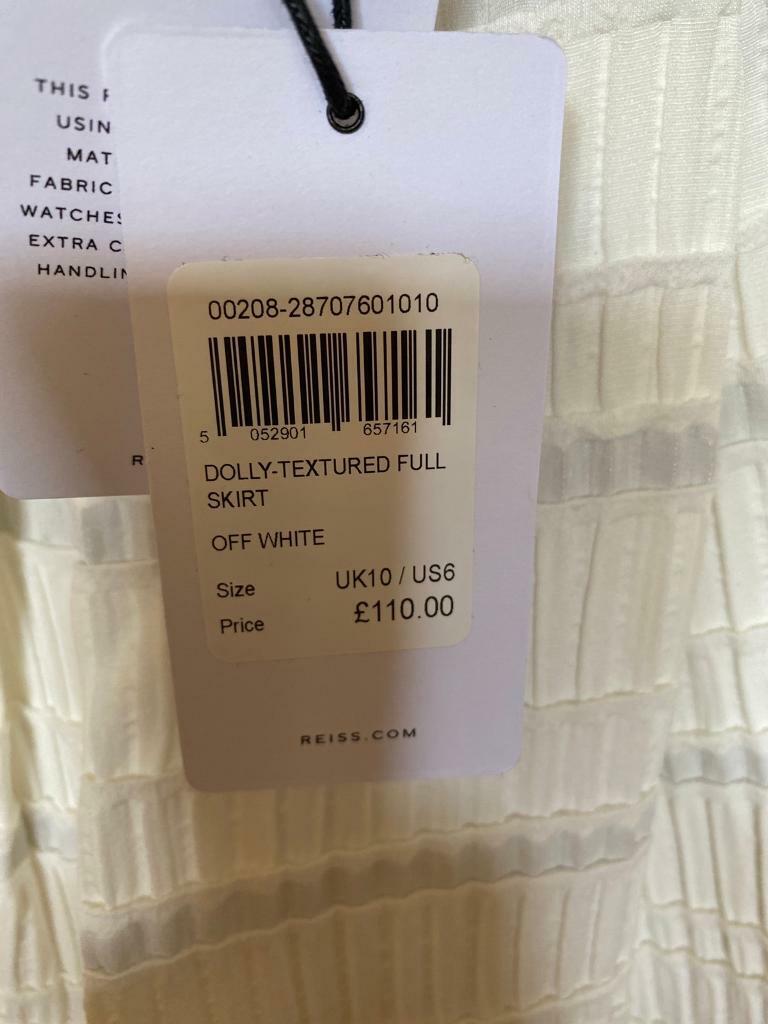 THIS
USIN
MAT
FABRIC
WATCHES
EXTRA C
HANDLIN
R
00208-28707601010
5 052901 657161
DOLLY-TEXTURED FULL
SKIRT
OFF WHITE
Size UK10 / US6
Price £110.00
REISS.COM